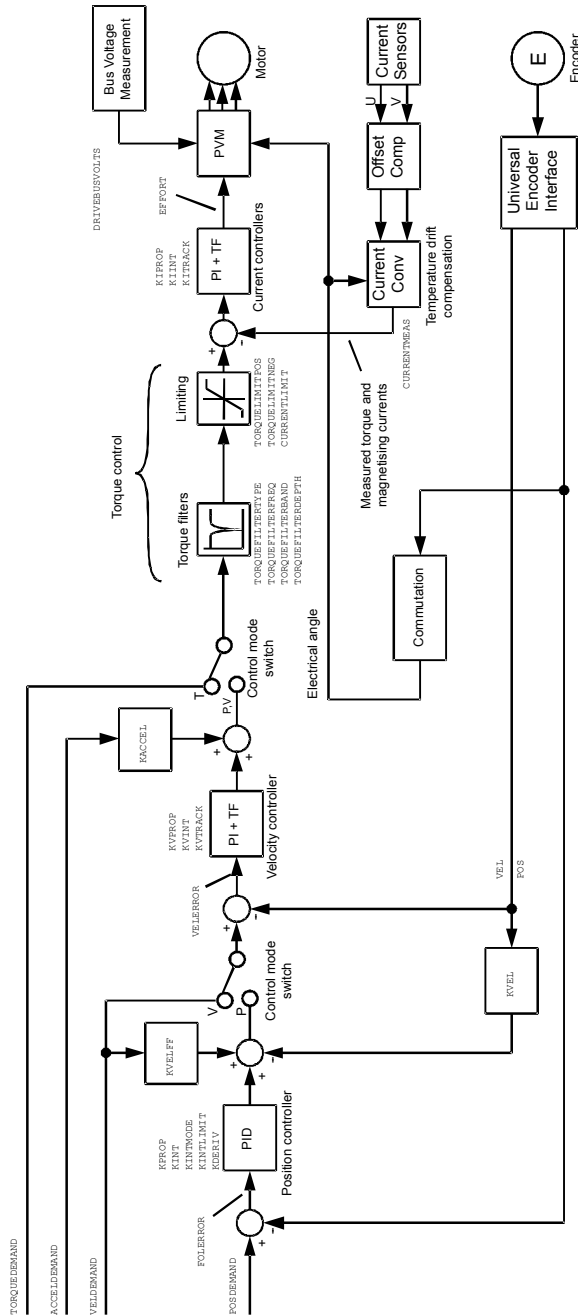 TORQUEDEMAND
ACCELDEMAND
VELDEMAND
POSDEMAND
FOLERROR
KPROP
KINT
KINTMODE
KINTLIMIT
KDERIV
PID
Position controller
KVELFF
+
-
+
+
-
V
P
Control mode
switch
+
-
VELERROR
KVPROP
KVINT
KVTRACK
PI + TF
Velocity controller
KACCEL
+
+
T
P,V
Control mode
switch
Torque control
Torque filters
TORQUEFILTERTYPE
TORQUEFILTERFREQ
TORQUEFILTERBAND
TORQUEFILTERDEPTH
Limiting
TORQUELIMITPOS
TORQUELIMITNEG
CURRENTLIMIT
+
-
KIPROP
KIINT
KITRACK
PI + TF
Current controllers
EFFORT
DRIVEBUSVOLTS
Bus Voltage
Measurement
PVM
Motor
Current
Sensors
U
V
Offset
Comp
Current
Conv
Temperature drift
compensation
CURRENTMEAS
Measured torque and
magnetising currents
Electrical angle
Commutation
KVEL
VEL
POS
Universal
Encoder
Interface
E
Encoder